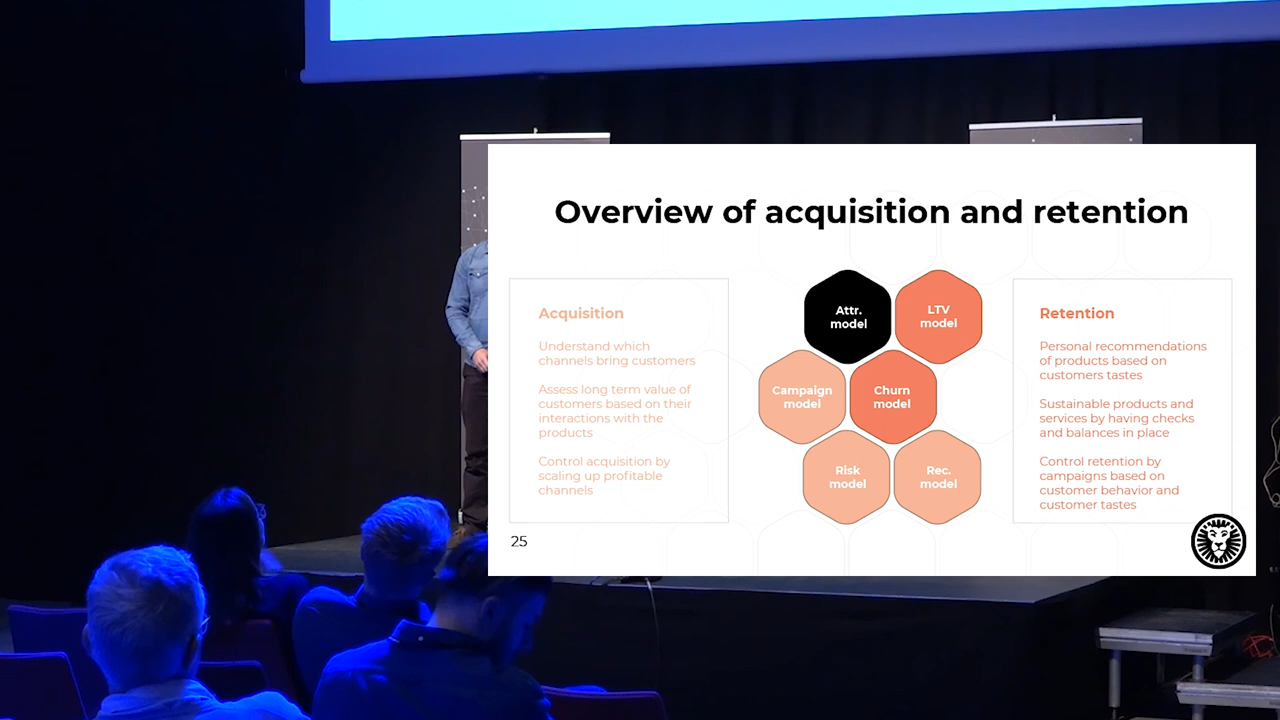 Overview of acquisition and retention
Acquisition
Understand which
channels bring customers
Assess long term value of
customers based on their
interactions with the
products
Control acquisition by
scaling up profitable
channels
Attr.
model
LTV
model
Campaign
model
Churn
model
Risk
model
Rec.
model
Retention
Personal recommendations
of products based on
customers tastes
Sustainable products and
services by having checks
and balances in place
Control retention by
campaigns based on
customer behavior and
customer tastes
25